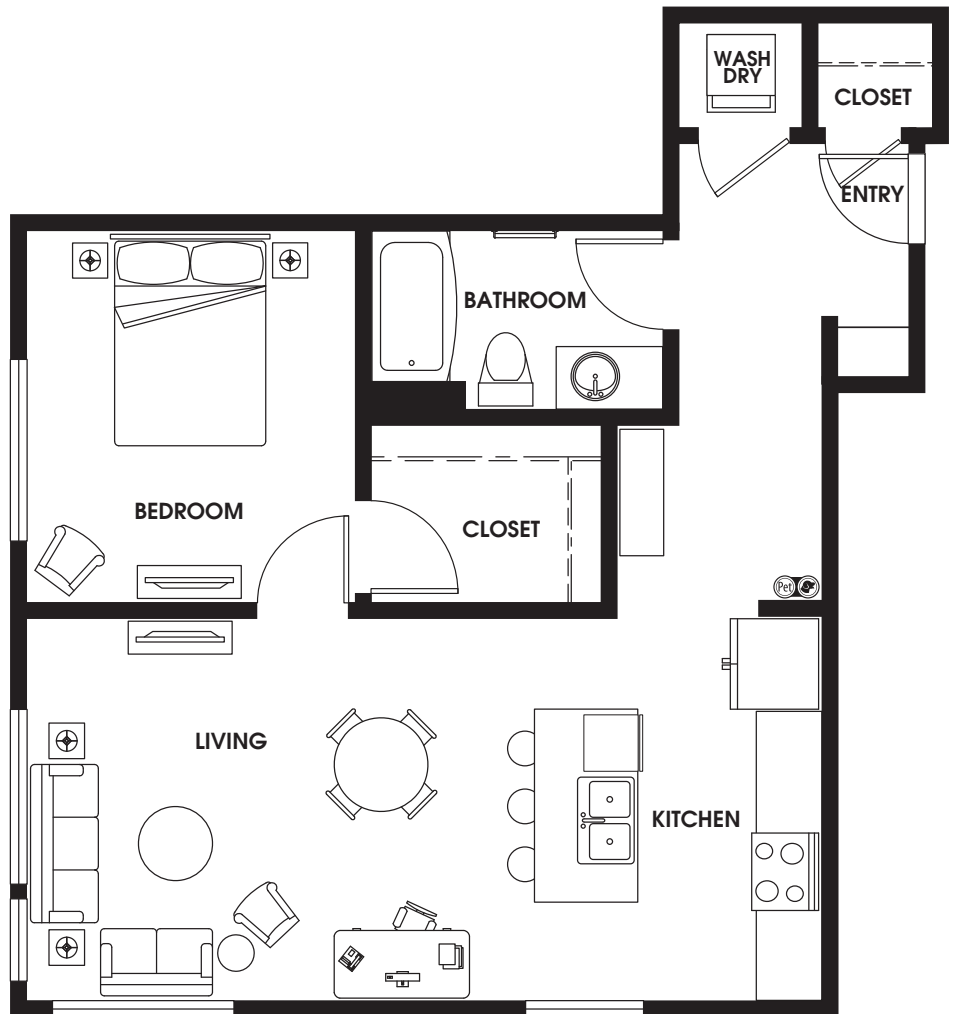 WASH
DRY
CLOSET
ENTRY
BATHROOM
BEDROOM
CLOSET
Pet
LIVING
KITCHEN